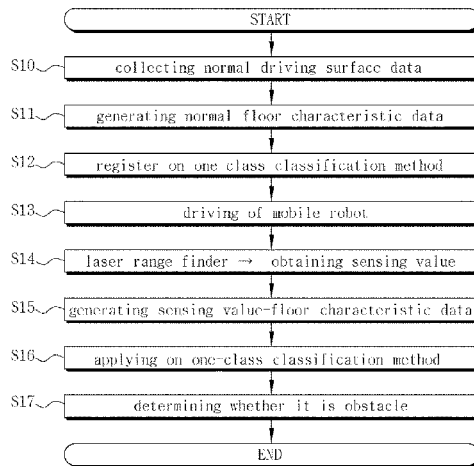 START
S10 collecting normal driving surface data
S11 generating normal floor characteristic data
S12 register on one class classification method
S13 driving of mobile robot
S14 laser range finder → obtaining sensing value
S15 generating sensing value-floor characteristic data
S16 applying on one-class classification method
S17 determining whether it is obstacle
END